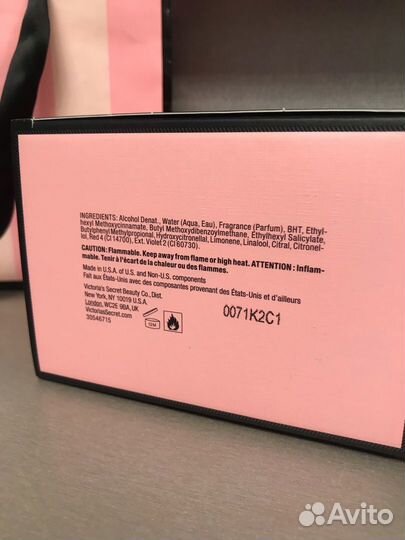 INGREDIENTS: Alcohol Denat., Water (Aqua, Eau), Fragrance (Parfum), BHT, Ethyl-
hexyl Methoxycinnamate, Butyl Methoxydibenzoylmethane, Ethylhexyl Salicylate,
Butylphenyl Methylpropional, Hydroxycitronellal, Limonene, Linalool, Citral, Citronel-
lol, Red 4 (CI 14700), Ext. Violet 2 (CI 60730).
CAUTION: Flammable. Keep away from flame or high heat. ATTENTION : Inflam-
mable. Tenir à l'écart de la chaleur ou des flammes.
Made in U.S.A. of U.S. and Non-U.S. components
Fait aux États-Unis avec des composantes provenant des États-Unis et d'ailleurs
Victoria's Secret Beauty Co., Dist.
New York, NY 10019 U.S.A.
London, WC2E 9BA, UK
VictoriasSecret.com
30546715
12M
0071K2C1
Avito